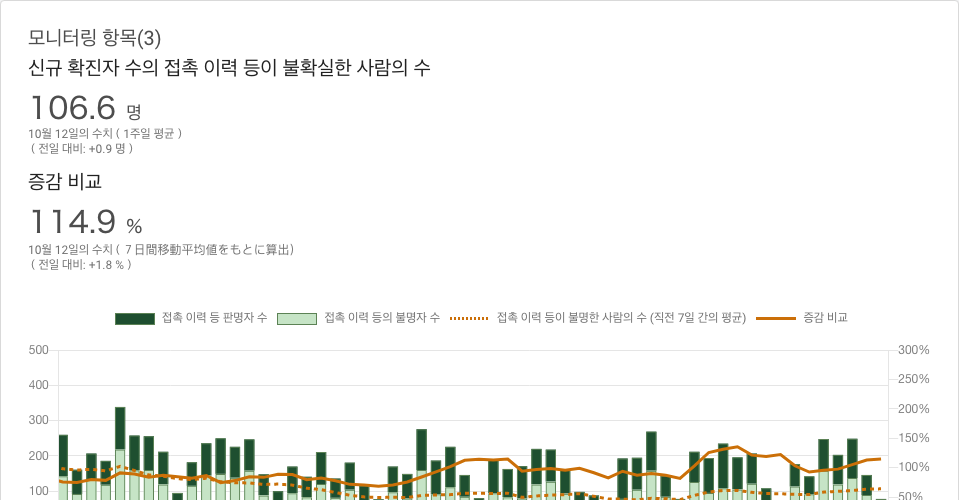 모니터링 항목(3)
신규 확진자 수의 접촉 이력 등이 불확실한 사람의 수
106.6 명
10월 12일의 수치 ( 1주일 평균 )
( 전일 대비: +0.9 명 )
증감 비교
114.9 %
10월 12일의 수치 ( ７日間移動平均値をもとに算出)
( 전일 대비: +1.8 % )
접촉 이력 등 판명자 수 접촉 이력 등의 불명자 수 접촉 이력 등이 불명한 사람의 수 (직전 7일 간의 평균) 증감 비교
500 300%
400 250%
300 200%
200 150%
100 100%
50%